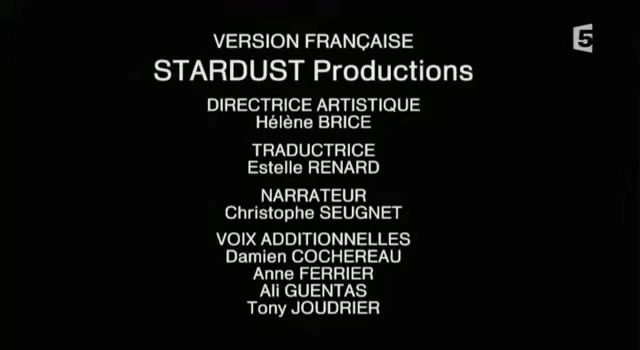 VERSION FRANÇAISE
5
STARDUST Productions
DIRECTRICE ARTISTIQUE
Hélène BRICE
TRADUCTRICE
Estelle RENARD
NARRATEUR
Christophe SEUGNET
VOIX ADDITIONNELLES
Damien COCHEREAU
Anne FERRIER
Ali GUENTAS
Tony JOUDRIER